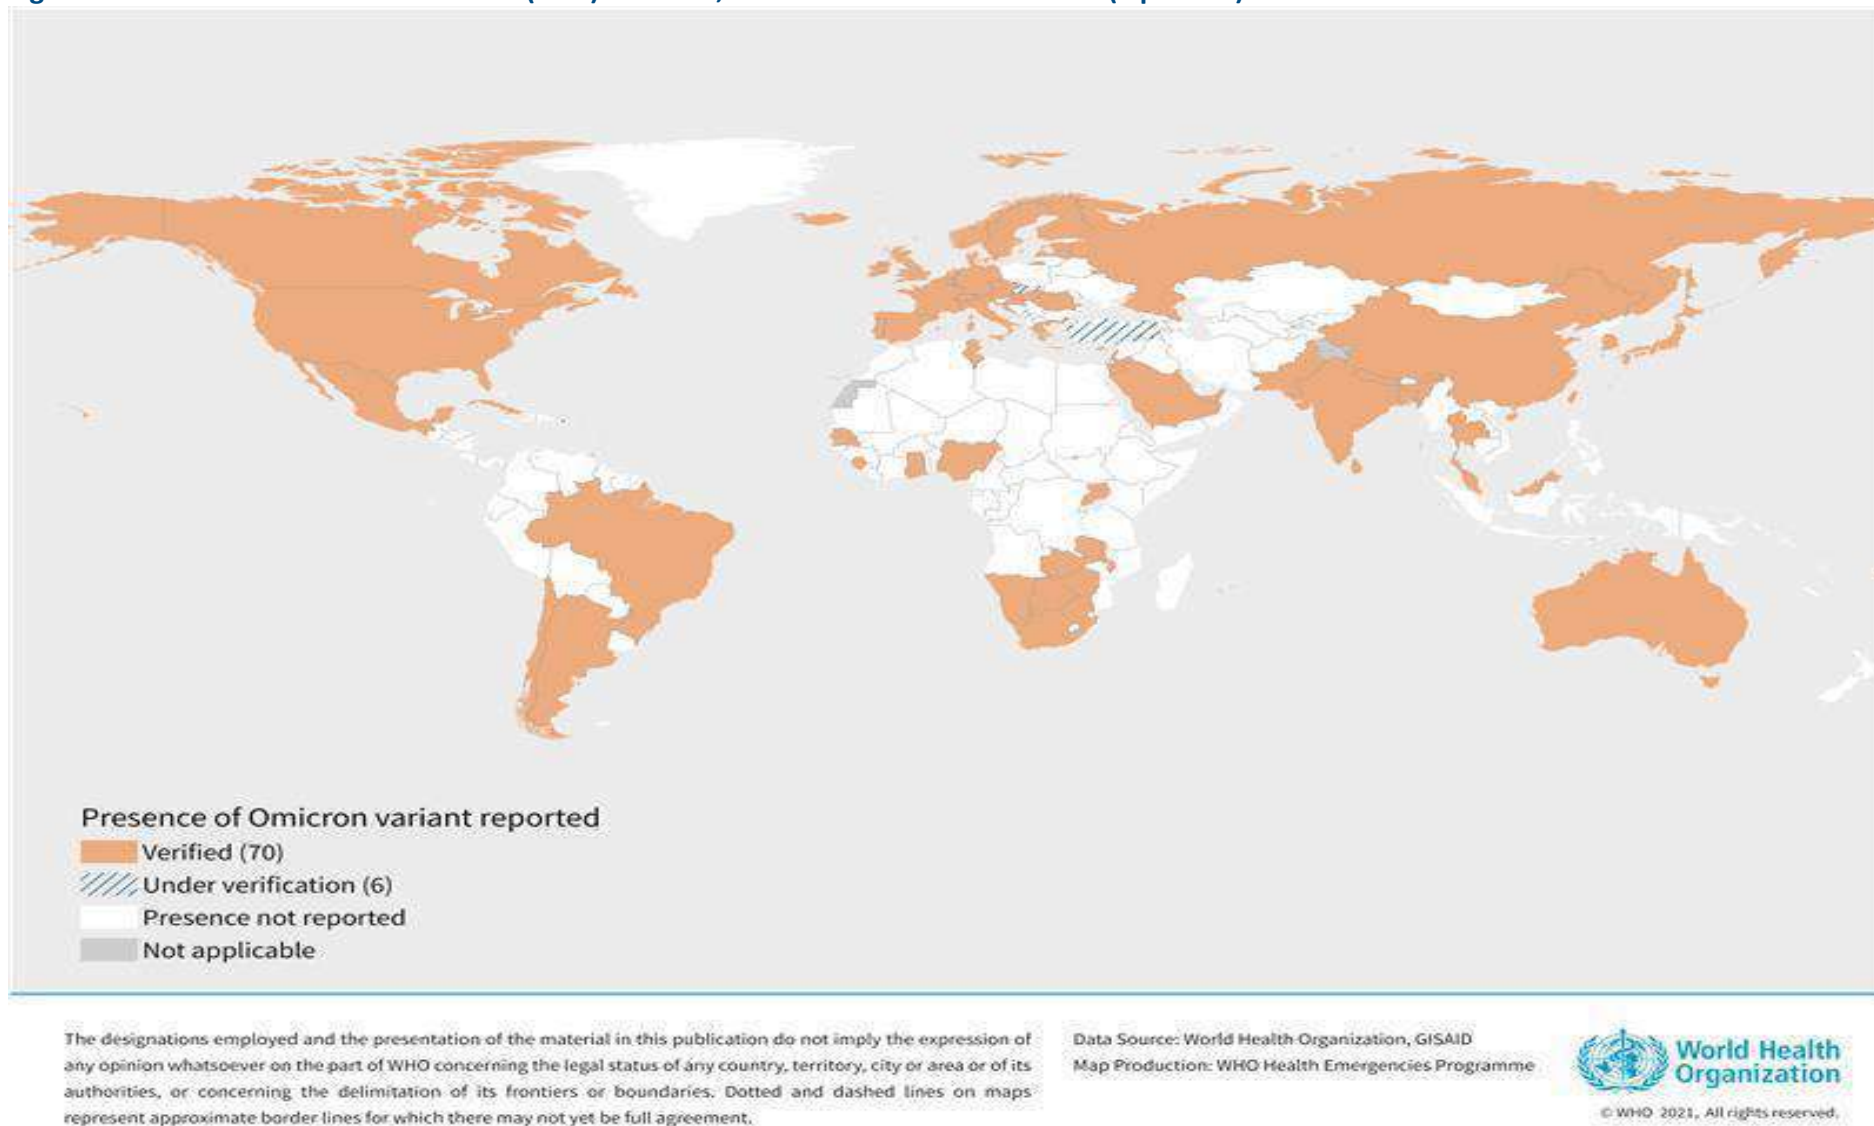 Presence of Omicron variant reported
Verified (70)
Under verification (6)
Presence not reported
Not applicable
The designations employed and the presentation of the material in this publication do not imply the expression of
any opinion whatsoever on the part of WHO concerning the legal status of any country, territory, city or area or of its
authorities, or concerning the delimitation of its frontiers or boundaries. Dotted and dashed lines on maps
represent approximate border lines for which there may not yet be full agreement.
Data Source: World Health Organization, GISAID
Map Production: WHO Health Emergencies Programme
World Health
Organization
© WHO 2021, All rights reserved.